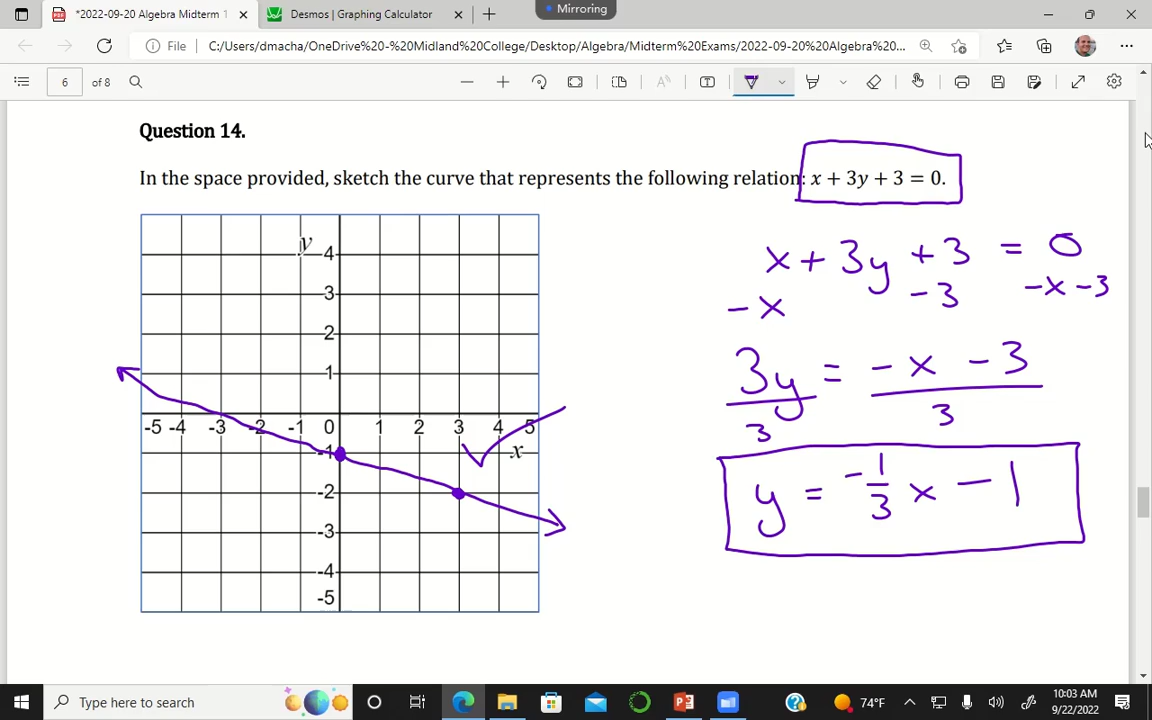 Mirroring
*2022-09-20 Algebra Midterm 1
Desmos | Graphing Calculator
File
C:/Users/dmacha/OneDrive%20-%20Midland%20College/Desktop/Algebra/Midterm%20Exams/2022-09-20%20Algebra%20...
6 of 8
Question 14.
In the space provided, sketch the curve that represents the following relation: x + 3y + 3 = 0.
y
4
3
2
1
-5 -4 -3 -2 -1 0 1 2 3 4 5
x
-1
-2
-3
-4
-5
x + 3y + 3 = 0
-x -3 -x -3
3y = -x -3
3 3
y = -1/3 x - 1
Type here to search
74°F
10:03 AM
9/22/2022